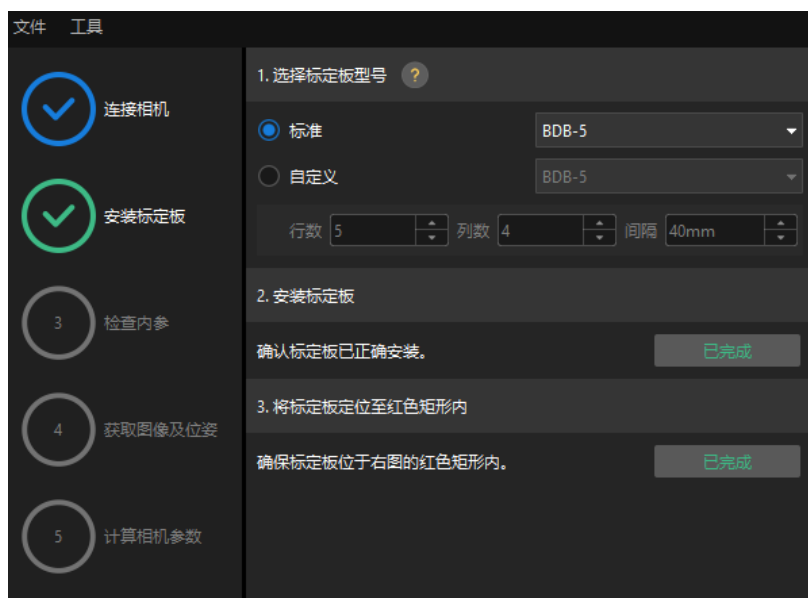 文件 工具
连接相机
安装标定板
3 检查内参
4 获取图像及位姿
5 计算相机参数
1. 选择标定板型号 ?
标准 BDB-5
自定义 BDB-5
行数 5 列数 4 间隔 40mm
2. 安装标定板
确认标定板已正确安装。 已完成
3. 将标定板定位至红色矩形内
确保标定板位于右图的红色矩形内。 已完成